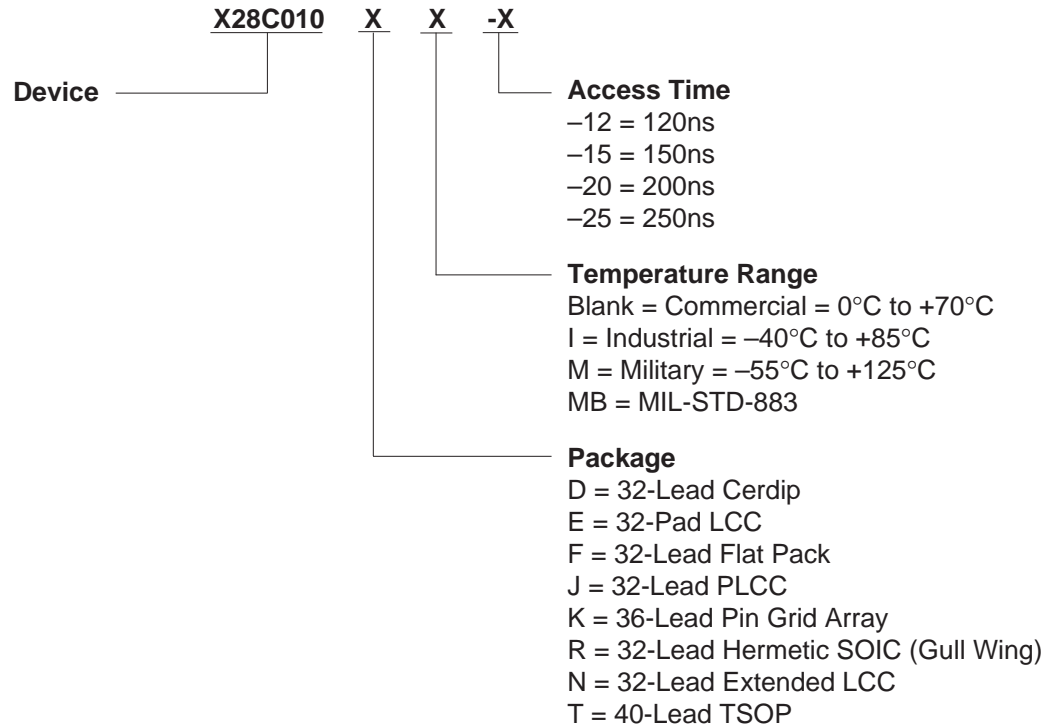 X28C010 X X -X
Device
Access Time
–12 = 120ns
–15 = 150ns
–20 = 200ns
–25 = 250ns
Temperature Range
Blank = Commercial = 0°C to +70°C
I = Industrial = –40°C to +85°C
M = Military = –55°C to +125°C
MB = MIL-STD-883
Package
D = 32-Lead Cerdip
E = 32-Pad LCC
F = 32-Lead Flat Pack
J = 32-Lead PLCC
K = 36-Lead Pin Grid Array
R = 32-Lead Hermetic SOIC (Gull Wing)
N = 32-Lead Extended LCC
T = 40-Lead TSOP